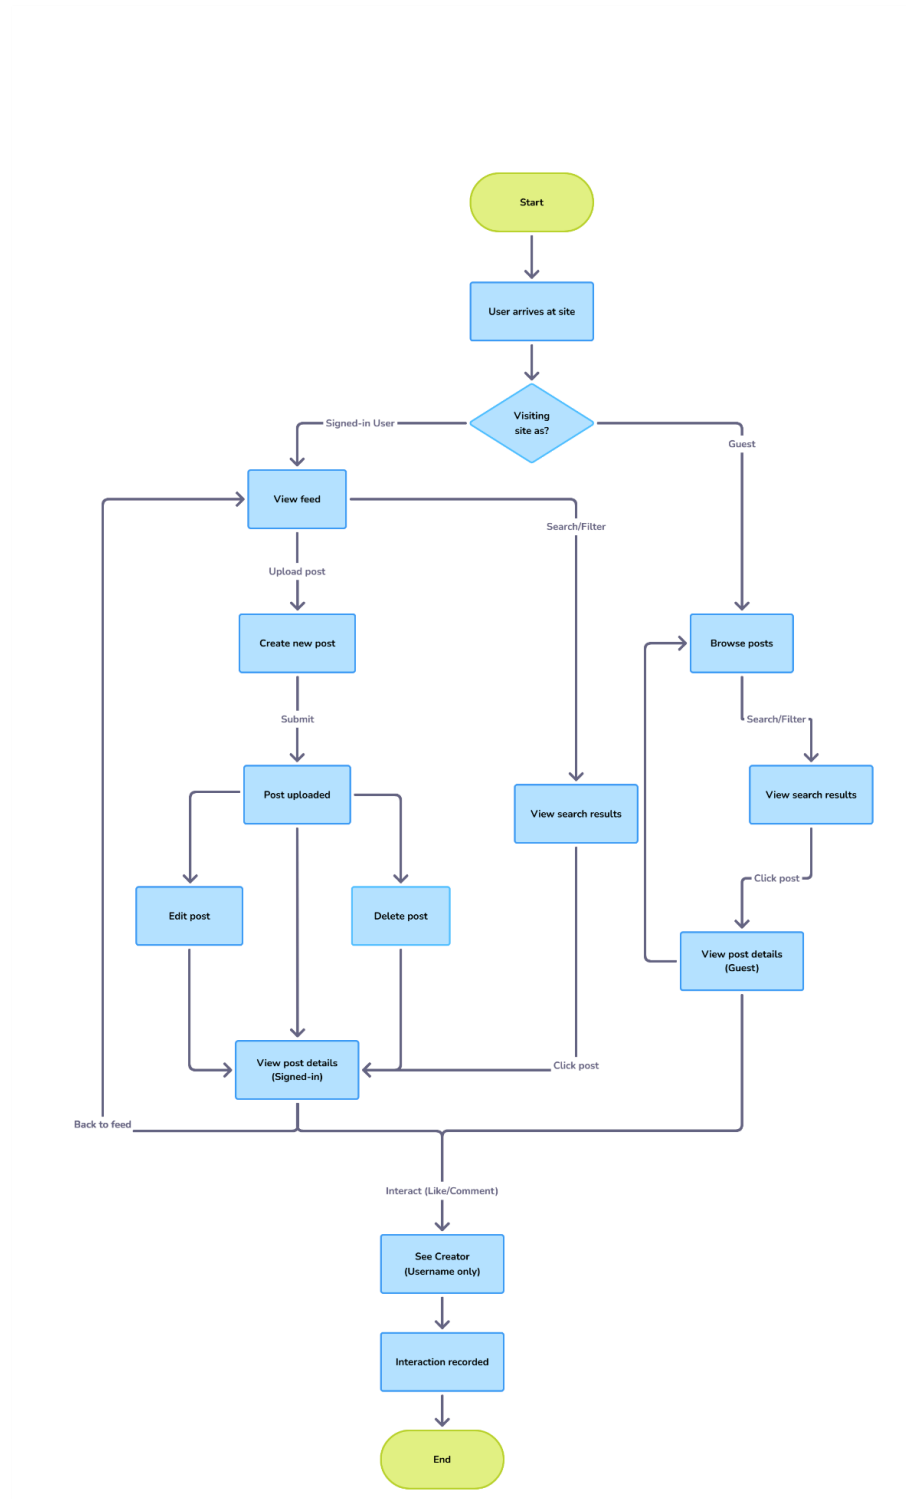 Start
User arrives at site
Visiting
site as?
Signed-in User
Guest
View feed
Search/Filter
Upload post
Create new post
Browse posts
Submit
Search/Filter
Post uploaded
View search results
View search results
Click post
Edit post
Delete post
View post details
(Guest)
View post details
(Signed-in)
Click post
Back to feed
Interact (Like/Comment)
See Creator
(Username only)
Interaction recorded
End